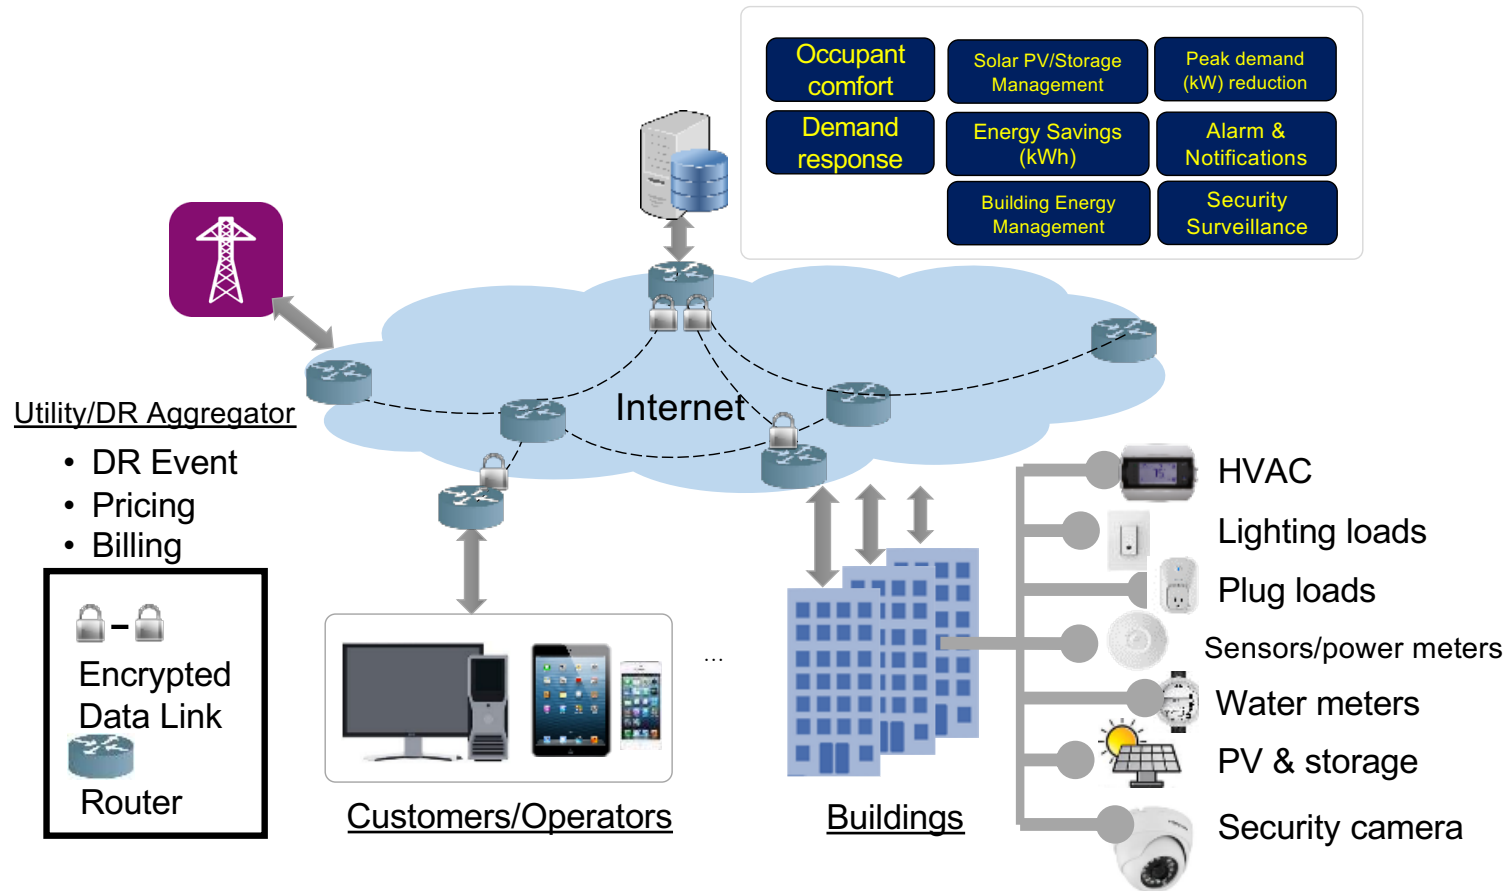 Occupant
comfort
Solar PV/Storage
Management
Peak demand
(kW) reduction
Demand
response
Energy Savings
(kWh)
Alarm &
Notifications
Building Energy
Management
Security
Surveillance
Internet
Utility/DR Aggregator
• DR Event
• Pricing
• Billing
Encrypted
Data Link
Router
...
Customers/Operators
Buildings
HVAC
Lighting loads
Plug loads
Sensors/power meters
Water meters
PV & storage
Security camera